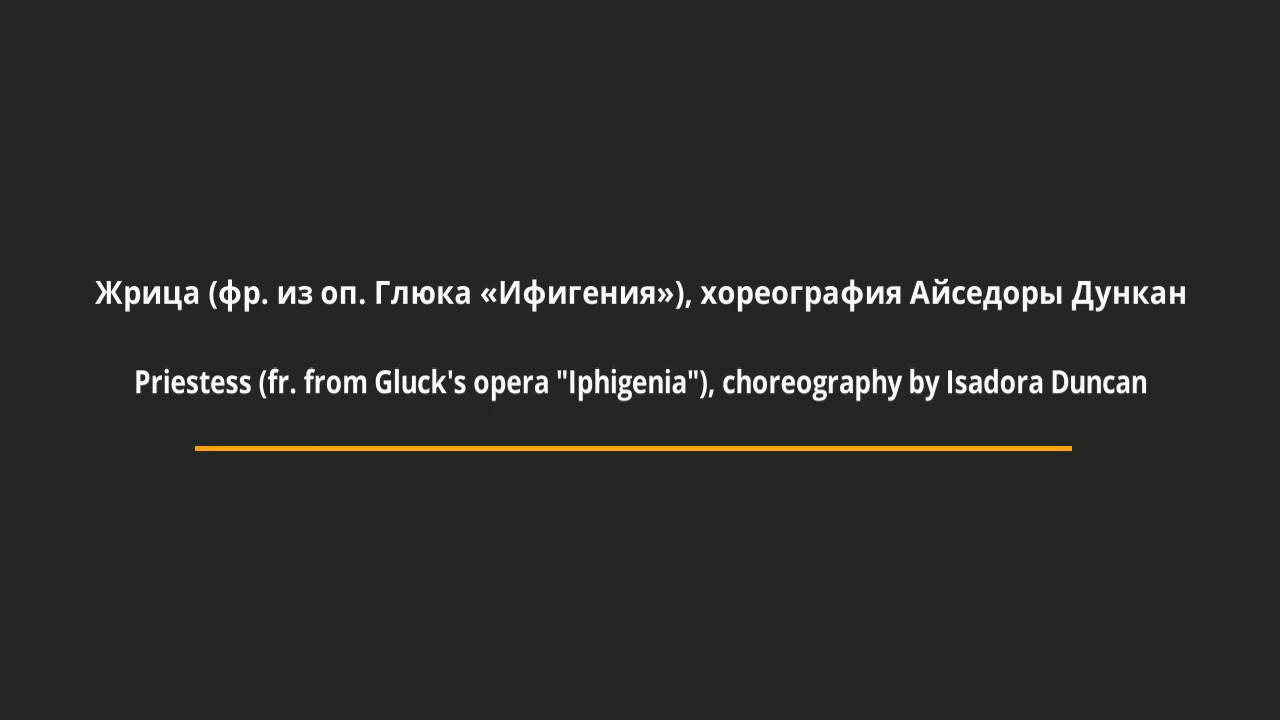 Жрица (фр. из оп. Глюка «Ифигения»), хореография Айседоры Дункан
Priestess (fr. from Gluck's opera "Iphigenia"), choreography by Isadora Duncan